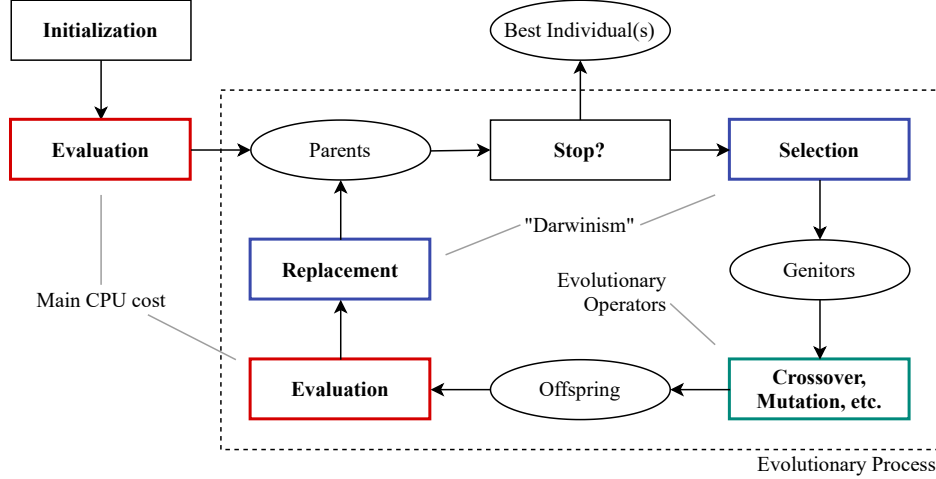 Initialization
Best Individual(s)
Evaluation
Parents
Stop?
Selection
"Darwinism"
Replacement
Genitors
Main CPU cost
Evolutionary
Operators
Evaluation
Offspring
Crossover,
Mutation, etc.
Evolutionary Process